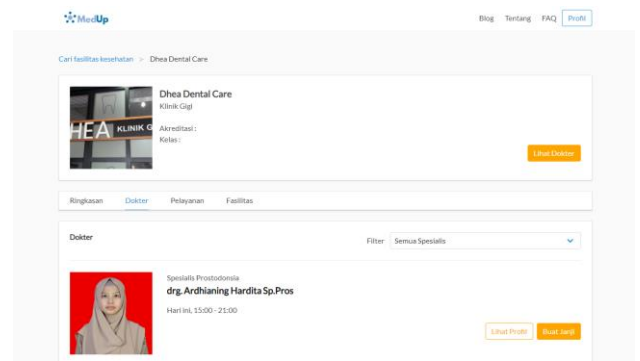 MedUp
Blog Tentang FAQ Profil
Cari fasilitas kesehatan > Dhea Dental Care
Dhea Dental Care
Klinik Gigi
Akreditasi :
Kelas :
HEA KLINIK G
Lihat Dokter
Ringkasan Dokter Pelayanan Fasilitas
Dokter
Filter Semua Spesialis
Spesialis Prostodonsia
drg. Ardhianing Hardita Sp.Pros
Hari ini, 15:00 - 21:00
Lihat Profil Buat Janji